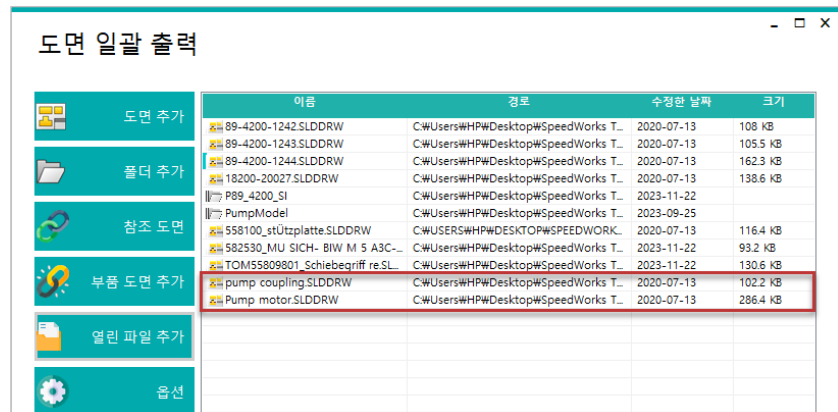 도면 일괄 출력
도면 추가
폴더 추가
참조 도면
부품 도면 추가
열린 파일 추가
옵션
이름 경로 수정한 날짜 크기
89-4200-1242.SLDDRW C:₩Users₩HP₩Desktop₩SpeedWorks T... 2020-07-13 108 KB
89-4200-1243.SLDDRW C:₩Users₩HP₩Desktop₩SpeedWorks T... 2020-07-13 105.5 KB
89-4200-1244.SLDDRW C:₩Users₩HP₩Desktop₩SpeedWorks T... 2020-07-13 162.3 KB
18200-20027.SLDDRW C:₩Users₩HP₩Desktop₩SpeedWorks T... 2020-07-13 138.6 KB
P89_4200_SI C:₩Users₩HP₩Desktop₩SpeedWorks T... 2023-11-22
PumpModel C:₩Users₩HP₩Desktop₩SpeedWorks T... 2023-09-25
558100_stÜtzplatte.SLDDRW C:₩USERS₩HP₩DESKTOP₩SPEEDWORK... 2020-07-13 116.4 KB
582530_MU SICH- BIW M 5 A3C-... C:₩Users₩HP₩Desktop₩SpeedWorks T... 2023-11-22 93.2 KB
TOM55809801_Schiebegriff re.SL... C:₩Users₩HP₩Desktop₩SpeedWorks T... 2023-11-22 130.6 KB
pump coupling.SLDDRW C:₩Users₩HP₩Desktop₩SpeedWorks T... 2020-07-13 102.2 KB
Pump motor.SLDDRW C:₩Users₩HP₩Desktop₩SpeedWorks T... 2020-07-13 286.4 KB